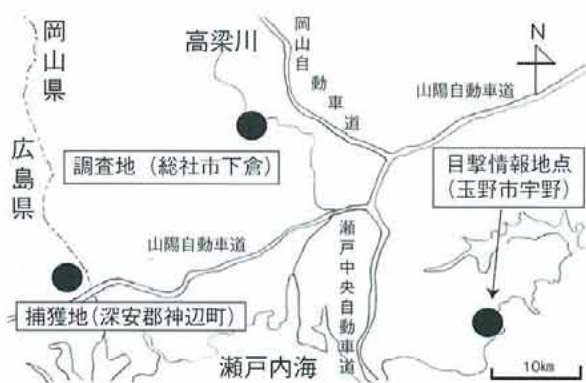 岡山県
広島県
高梁川
岡山自動車道
山陽自動車道
N
調査地（総社市下倉）
目撃情報地点
（玉野市宇野）
山陽自動車道
瀬戸中央自動車道
捕獲地（深安郡神辺町）
瀬戸内海
10km